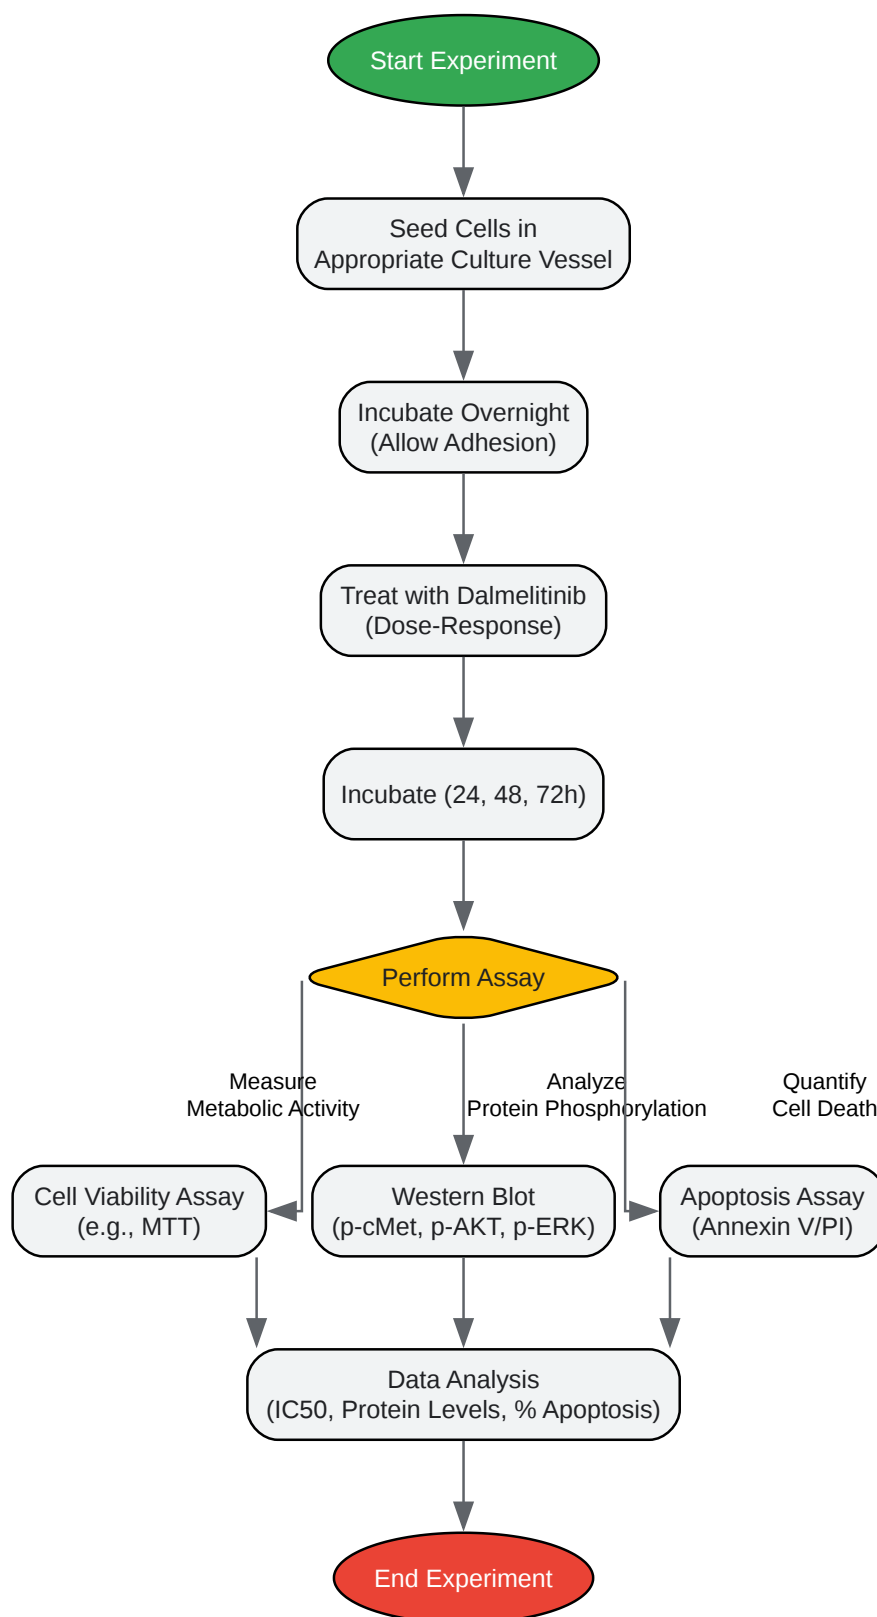 Start Experiment
Seed Cells in
Appropriate Culture Vessel
Incubate Overnight
(Allow Adhesion)
Treat with Dalmelitinib
(Dose-Response)
Incubate (24, 48, 72h)
Perform Assay
Measure
Metabolic Activity
Analyze
Protein Phosphorylation
Quantify
Cell Death
Cell Viability Assay
(e.g., MTT)
Western Blot
(p-cMet, p-AKT, p-ERK)
Apoptosis Assay
(Annexin V/PI)
Data Analysis
(IC50, Protein Levels, % Apoptosis)
End Experiment